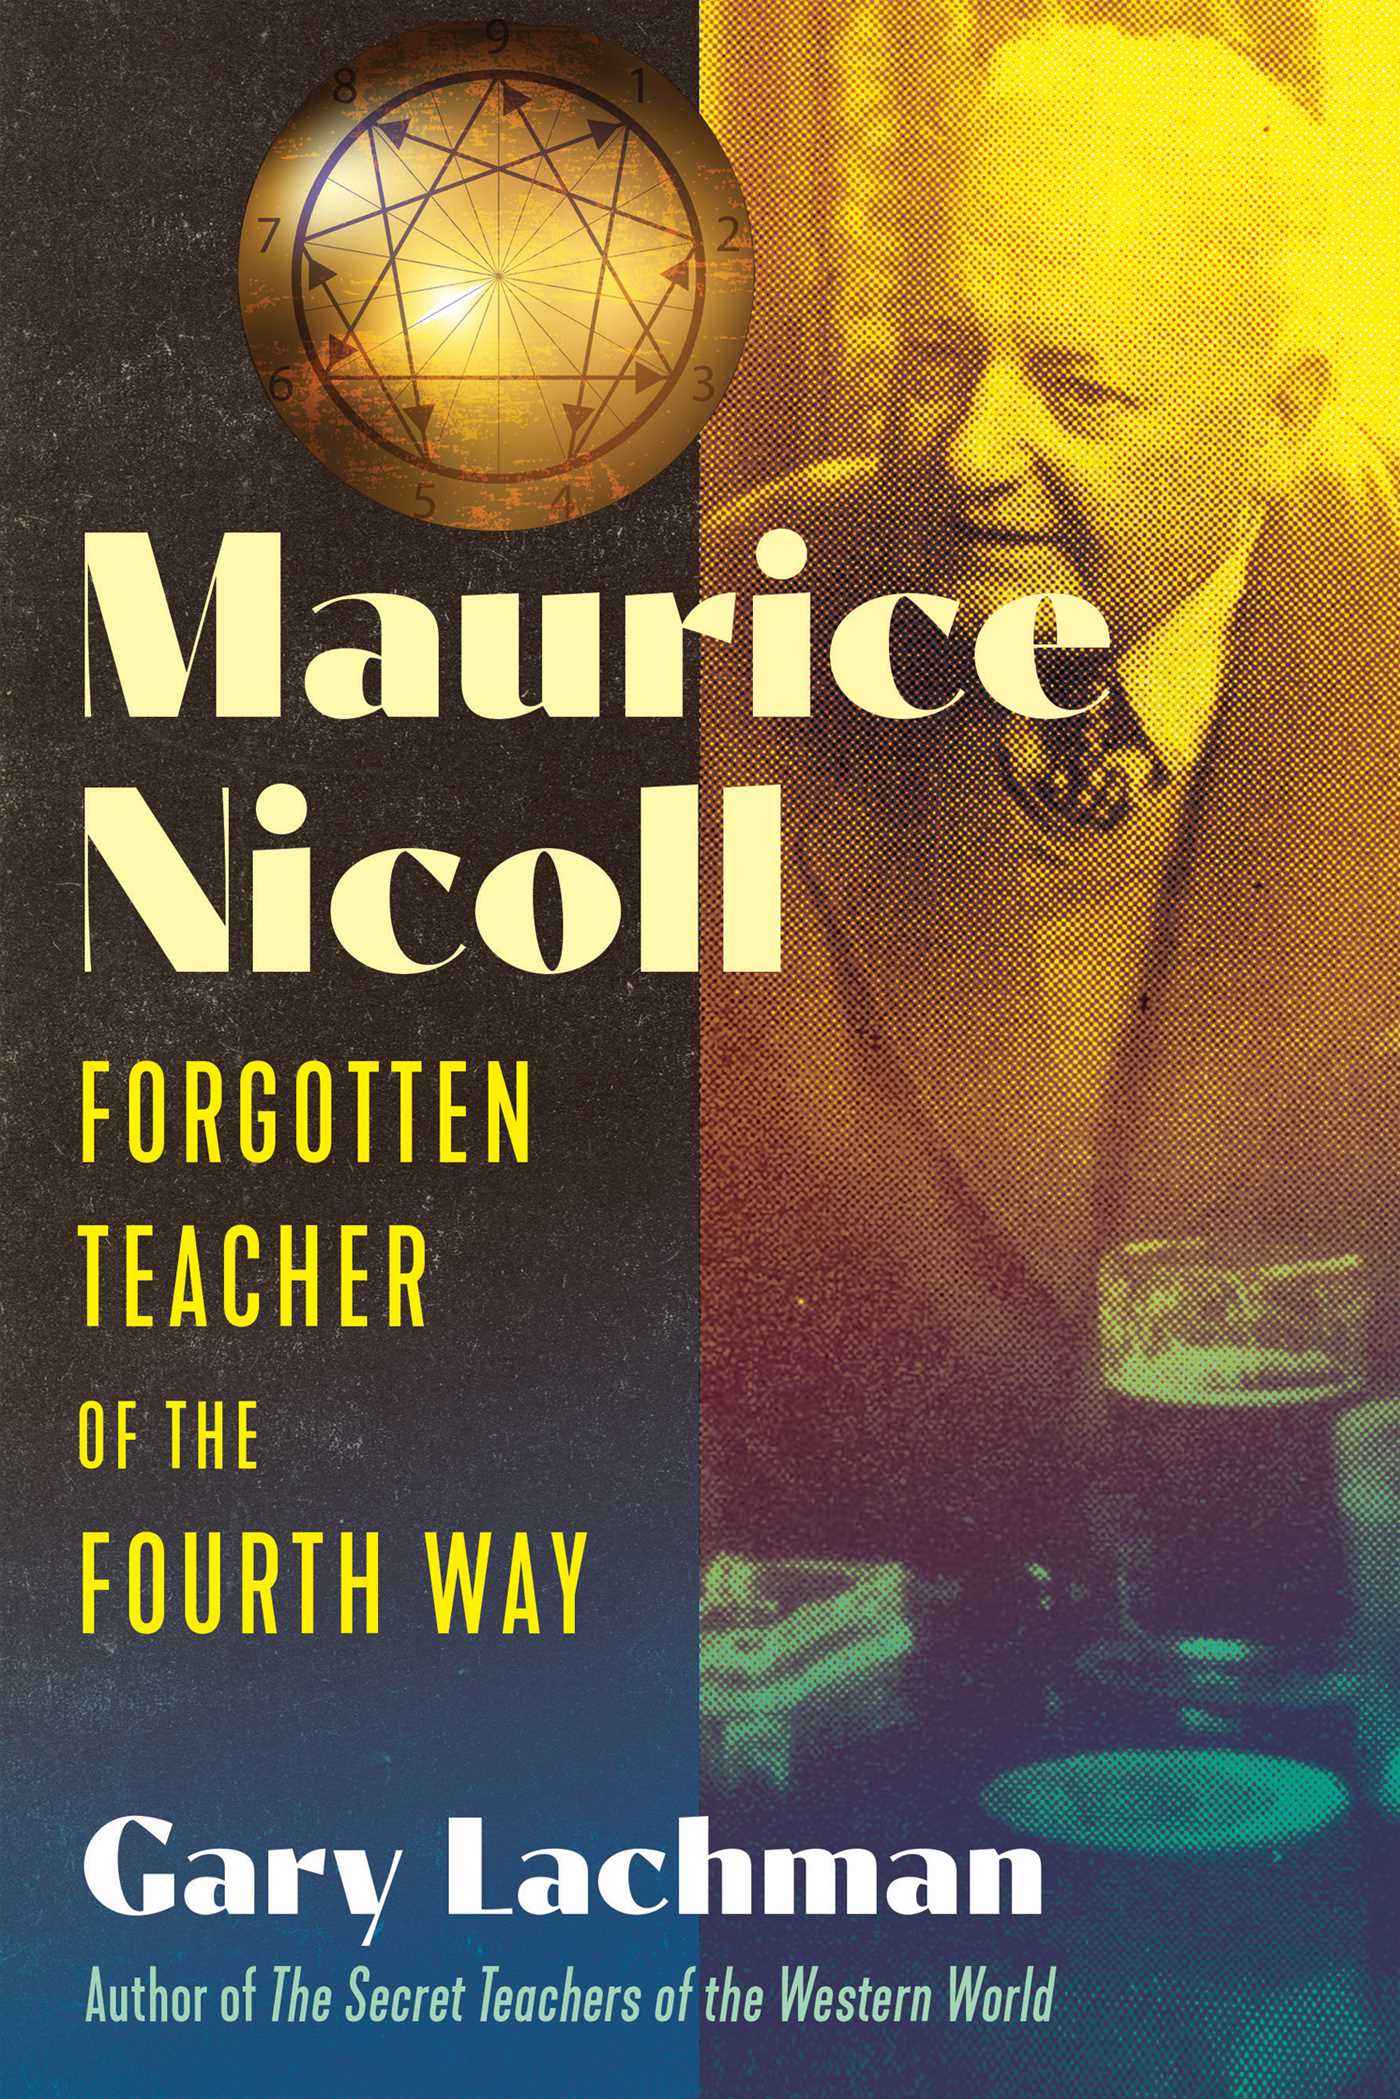 9
8 1
7 2
6 3
5 4
Maurice
Nicoll
FORGOTTEN
TEACHER
OF THE
FOURTH WAY
Gary Lachman
Author of The Secret Teachers of the Western World